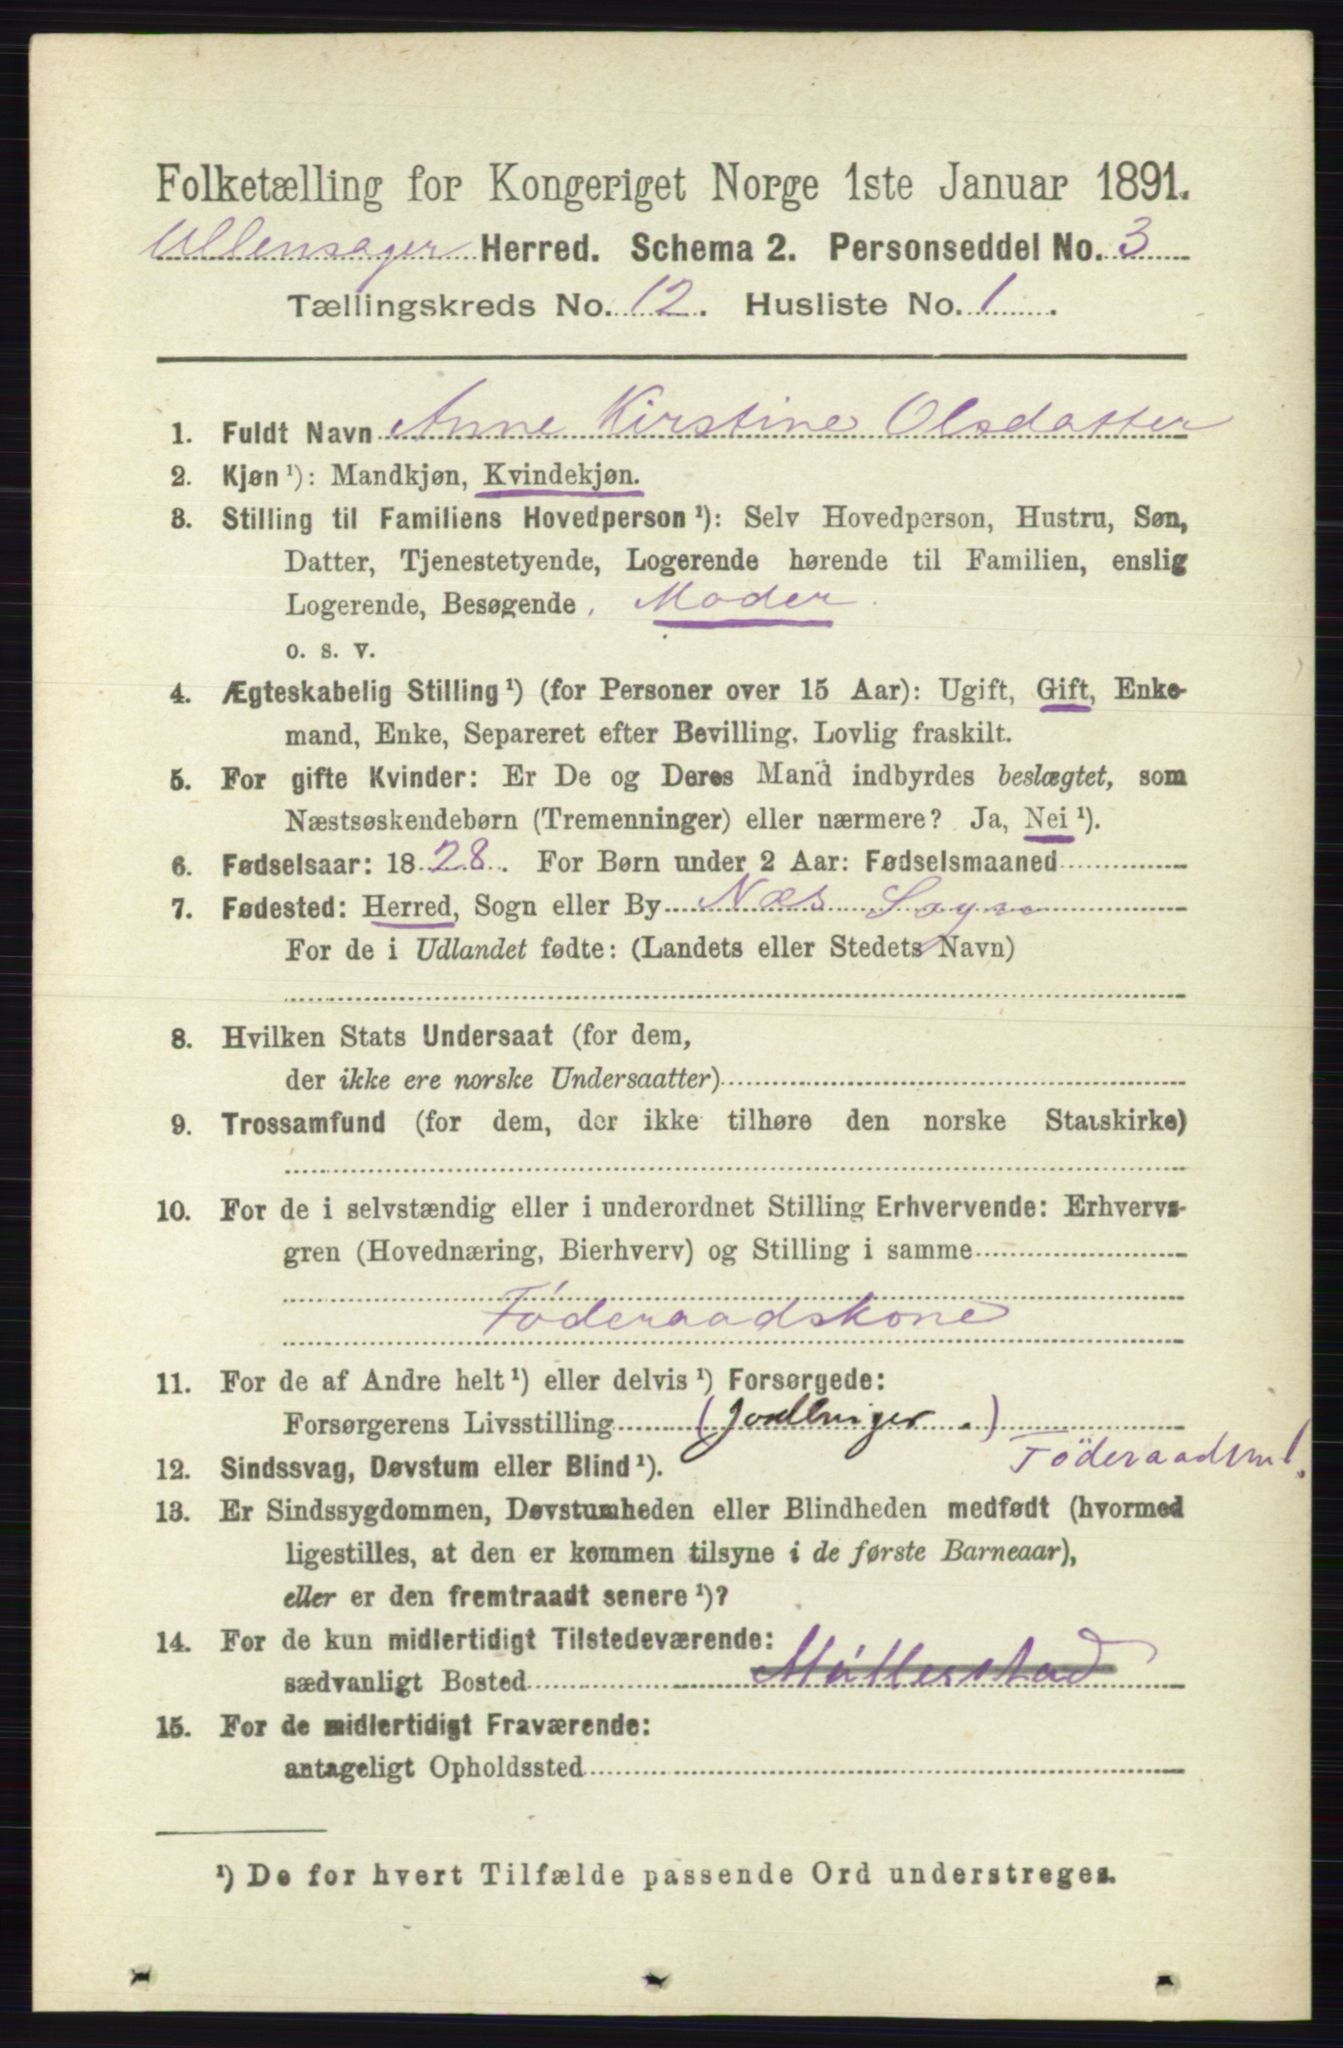 Folketælling for Kongeriget Norge 1ste Januar 1891.
Ullensager Herred. Schema 2. Personseddel No. 3
Tællingskreds No. 12. Husliste No. 1.
1. Fuldt Navn Anne Kirstine Olsdatter
2. Kjøn ¹): Mandkjøn, Kvindekjøn.
3. Stilling til Familiens Hovedperson ¹): Selv Hovedperson, Hustru, Søn,
Datter, Tjenestetyende, Logerende hørende til Familien, enslig
Logerende, Besøgende, Moder.
o. s. v.
4. Ægteskabelig Stilling ¹) (for Personer over 15 Aar): Ugift, Gift, Enke-
mand, Enke, Separeret efter Bevilling. Lovlig fraskilt.
5. For gifte Kvinder: Er De og Deres Mand indbyrdes beslægtet, som
Næstsøskendebørn (Tremenninger) eller nærmere? Ja, Nei ¹).
6. Fødselsaar: 1828. For Børn under 2 Aar: Fødselsmaaned
7. Fødested: Herred, Sogn eller By Næs Sogn
For de i Udlandet fødte: (Landets eller Stedets Navn)
8. Hvilken Stats Undersaat (for dem,
der ikke ere norske Undersaatter)
9. Trossamfund (for dem, der ikke tilhøre den norske Statskirke)
10. For de i selvstændig eller i underordnet Stilling Erhvervende: Erhvervs-
gren (Hovednæring, Bierhverv) og Stilling i samme
Föderaadskone
11. For de af Andre helt ¹) eller delvis ¹) Forsørgede:
Forsørgerens Livsstilling (Jordbruger.)
Föderaadsm.
12. Sindssvag, Døvstum eller Blind ¹).
13. Er Sindssygdommen, Døvstumheden eller Blindheden medfødt (hvormed
ligestilles, at den er kommen tilsyne i de første Barneaar),
eller er den fremtraadt senere ¹)?
14. For de kun midlertidigt Tilstedeværende:
sædvanligt Bosted
15. For de midlertidigt Fraværende:
antageligt Opholdssted
¹) De for hvert Tilfælde passende Ord understreges.